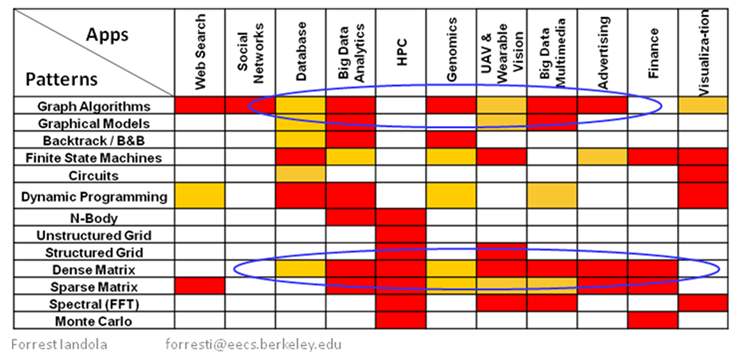 Apps
Patterns
Web Search
Social
Networks
Database
Big Data
Analytics
HPC
Genomics
UAV &
Wearable
Vision
Big Data
Multimedia
Advertising
Finance
Visualiza-tion
Graph Algorithms
Graphical Models
Backtrack / B&B
Finite State Machines
Circuits
Dynamic Programming
N-Body
Unstructured Grid
Structured Grid
Dense Matrix
Sparse Matrix
Spectral (FFT)
Monte Carlo
Forrest Iandola forresti@eecs.berkeley.edu